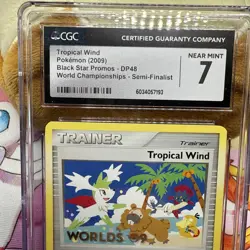 CGC
CERTIFIED GUARANTY COMPANY
Tropical Wind
Pokémon (2009)
Black Star Promos - DP48
World Championships - Semi-Finalist
6034057193
NEAR MINT
7
TRAINER
Trainer
Tropical Wind
WORLDS